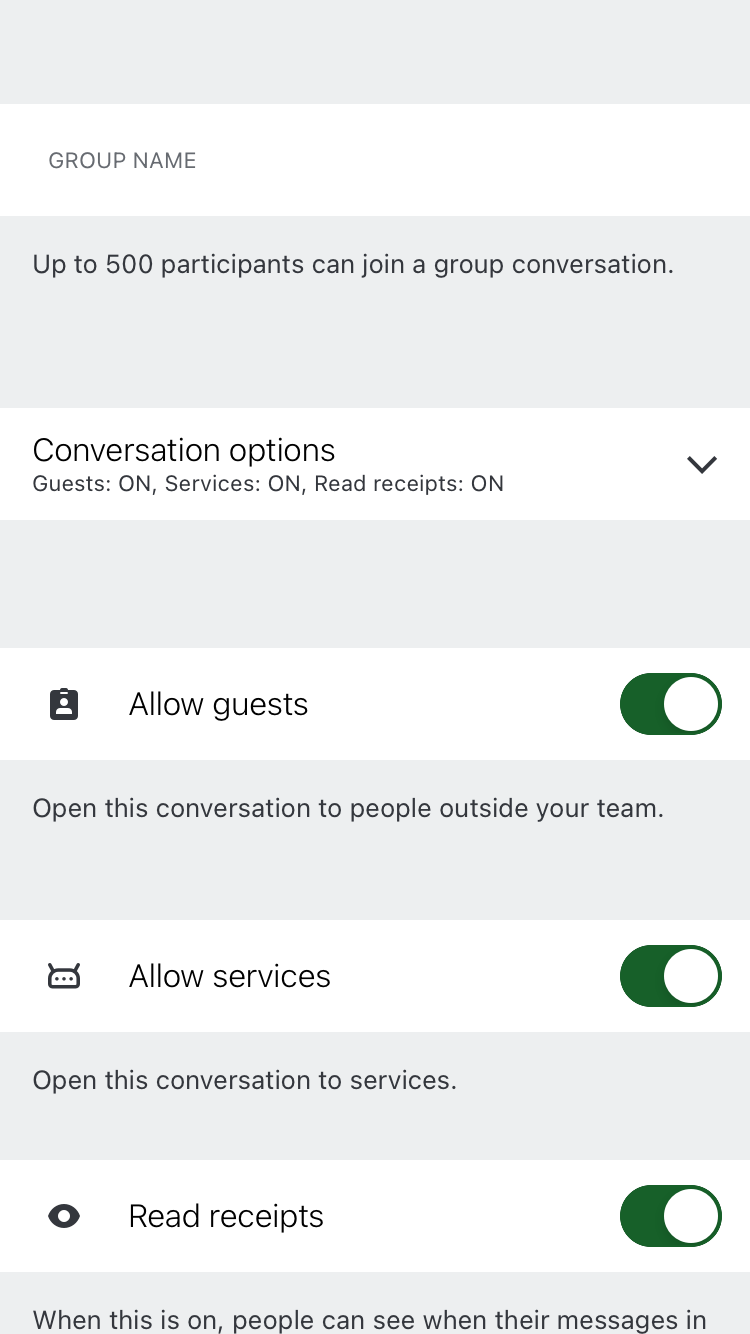 GROUP NAME
Up to 500 participants can join a group conversation.
Conversation options
Guests: ON, Services: ON, Read receipts: ON
Allow guests
Open this conversation to people outside your team.
Allow services
Open this conversation to services.
Read receipts
When this is on, people can see when their messages in